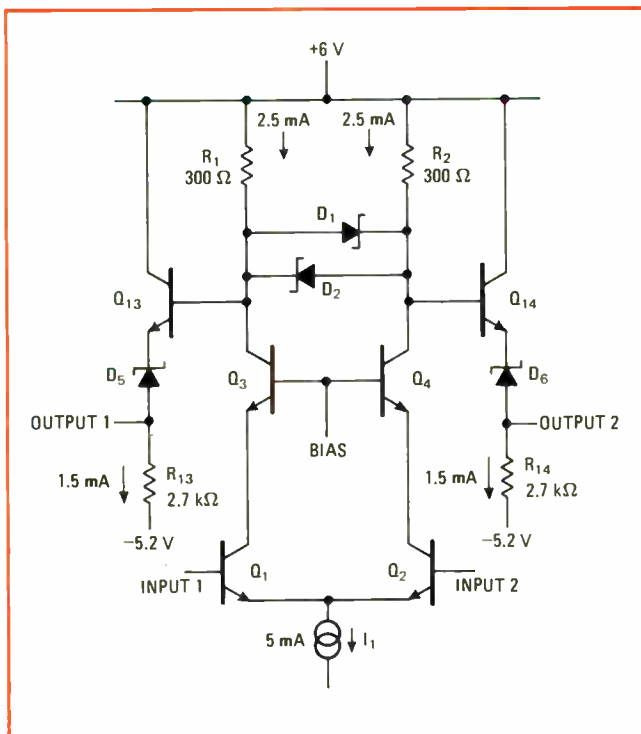 +6 V
2.5 mA
2.5 mA
R1
300 Ω
R2
300 Ω
D1
D2
Q13
Q14
Q3
Q4
D5
D6
OUTPUT 1
OUTPUT 2
BIAS
1.5 mA
R13
2.7 kΩ
1.5 mA
R14
2.7 kΩ
−5.2 V
−5.2 V
Q1
Q2
INPUT 1
INPUT 2
5 mA
I1